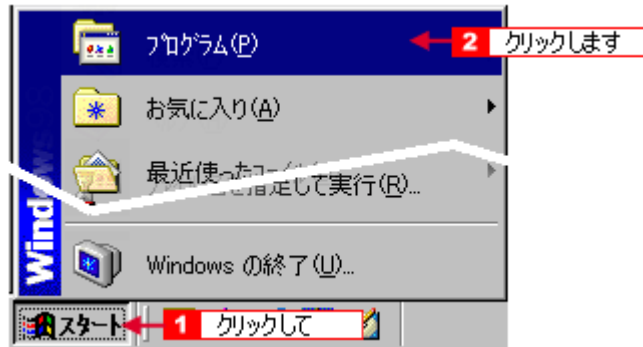 ﾌﾟﾛｸﾞﾗﾑ(P)
2 クリックします
お気に入り(A)
最近使った
指定して実行(R)...
Windows の終了(U)...
Windows
スタート
1 クリックして